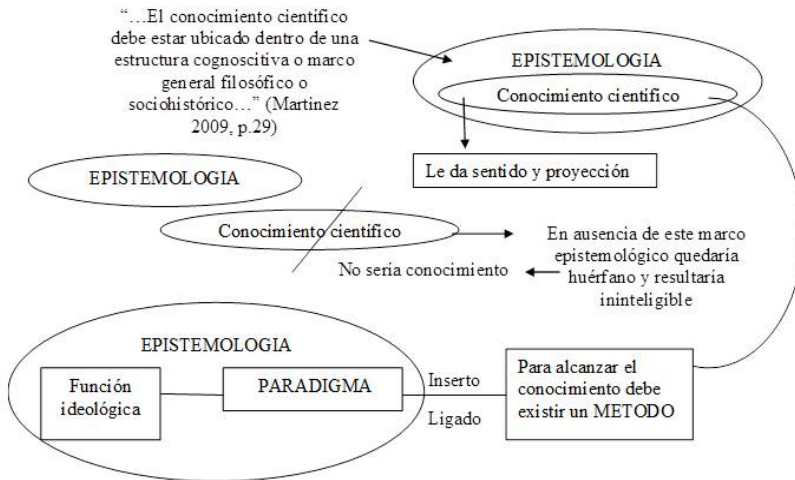 “…El conocimiento científico
debe estar ubicado dentro de una
estructura cognoscitiva o marco
general filosófico o
sociohistórico…” (Martinez
2009, p.29)
EPISTEMOLOGIA
Conocimiento científico
Le da sentido y proyección
EPISTEMOLOGIA
Conocimiento científico
En ausencia de este marco
epistemológico quedaría
huérfano y resultaría
ininteligible
No sería conocimiento
EPISTEMOLOGIA
Función
ideológica
PARADIGMA
Inserto
Ligado
Para alcanzar el
conocimiento debe
existir un METODO